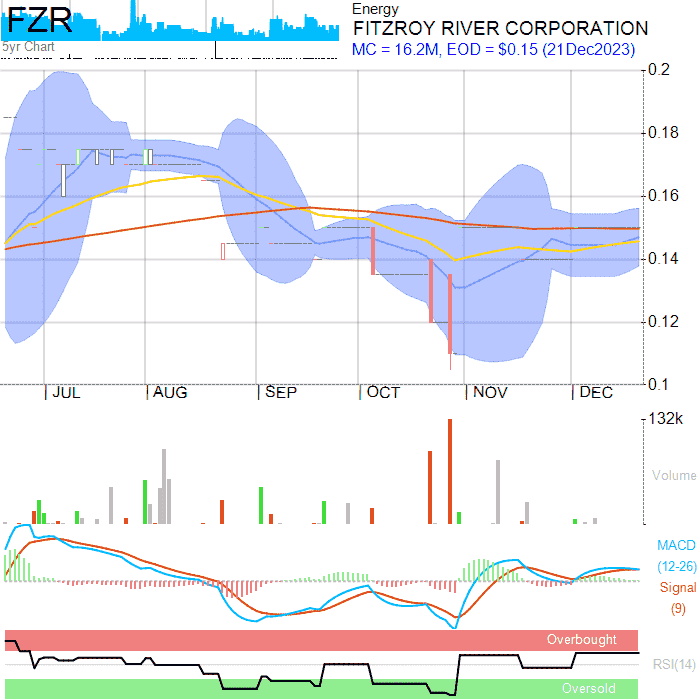 FZR
Energy
FITZROY RIVER CORPORATION
MC = 16.2M, EOD = $0.15 (21Dec2023)
5yr Chart
0.2
0.18
0.16
0.14
0.12
0.1
JUL AUG SEP OCT NOV DEC
132k
Volume
MACD
(12-26)
Signal
(9)
Overbought
RSI(14)
Oversold